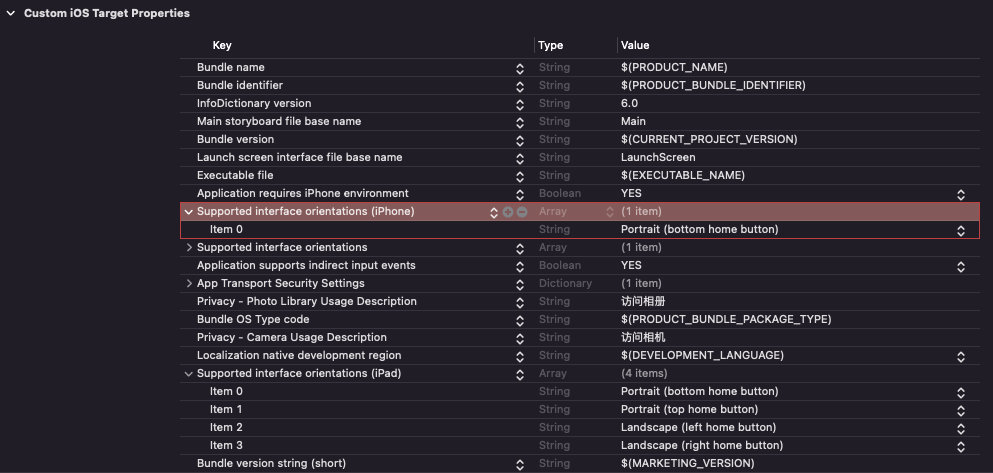 Custom iOS Target Properties
Key Type Value
Bundle name String $(PRODUCT_NAME)
Bundle identifier String $(PRODUCT_BUNDLE_IDENTIFIER)
InfoDictionary version String 6.0
Main storyboard file base name String Main
Bundle version String $(CURRENT_PROJECT_VERSION)
Launch screen interface file base name String LaunchScreen
Executable file String $(EXECUTABLE_NAME)
Application requires iPhone environment Boolean YES
Supported interface orientations (iPhone) Array (1 item)
Item 0 String Portrait (bottom home button)
Supported interface orientations Array (1 item)
Application supports indirect input events Boolean YES
App Transport Security Settings Dictionary (1 item)
Privacy - Photo Library Usage Description String 访问相册
Bundle OS Type code String $(PRODUCT_BUNDLE_PACKAGE_TYPE)
Privacy - Camera Usage Description String 访问相机
Localization native development region String $(DEVELOPMENT_LANGUAGE)
Supported interface orientations (iPad) Array (4 items)
Item 0 String Portrait (bottom home button)
Item 1 String Portrait (top home button)
Item 2 String Landscape (left home button)
Item 3 String Landscape (right home button)
Bundle version string (short) String $(MARKETING_VERSION)